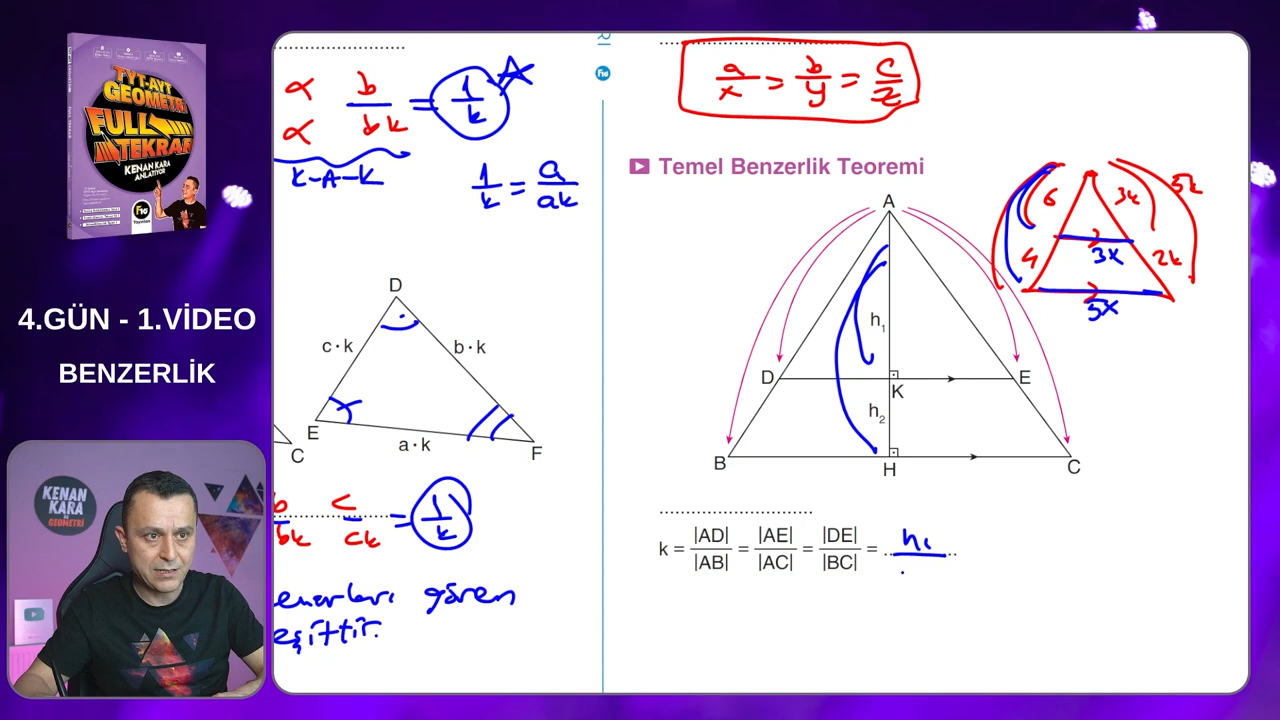 TYT-AYT
GEOMETRİ
FULL
TEKRAR
KENAN KARA
ANLATIYOR
F10
Yayınları
4.GÜN - 1.VİDEO
BENZERLİK
KENAN
KARA
GEOMETRİ
α b/bk = 1/k
α
K-A-K
1/k = a/ak
D
c·k
b·k
E
a·k
F
C
b/bk c/ck = 1/k
enarları gören
eşittir.
a/x = b/y = c/z
Temel Benzerlik Teoremi
A
h1
D
K
E
h2
B
H
C
6
3k
5k
4
3x
2k
5x
k = |AD|/|AB| = |AE|/|AC| = |DE|/|BC| = h1